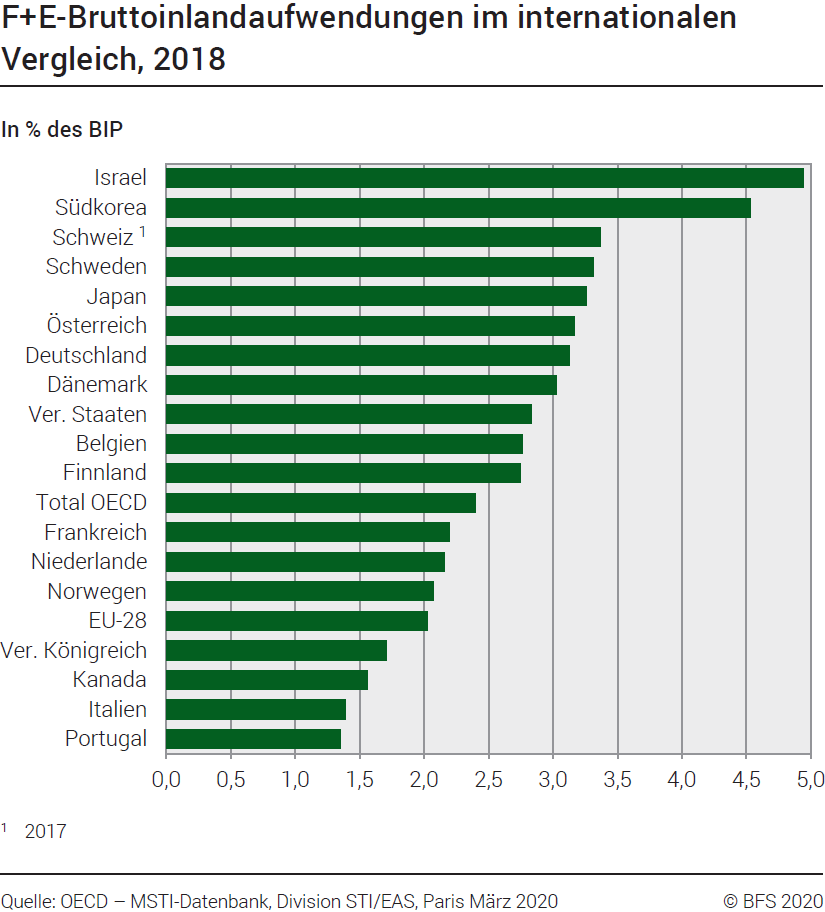 F+E-Bruttoinlandaufwendungen im internationalen
Vergleich, 2018
In % des BIP
Israel
Südkorea
Schweiz ¹
Schweden
Japan
Österreich
Deutschland
Dänemark
Ver. Staaten
Belgien
Finnland
Total OECD
Frankreich
Niederlande
Norwegen
EU-28
Ver. Königreich
Kanada
Italien
Portugal
0,0 0,5 1,0 1,5 2,0 2,5 3,0 3,5 4,0 4,5 5,0
¹ 2017
Quelle: OECD – MSTI-Datenbank, Division STI/EAS, Paris März 2020 © BFS 2020